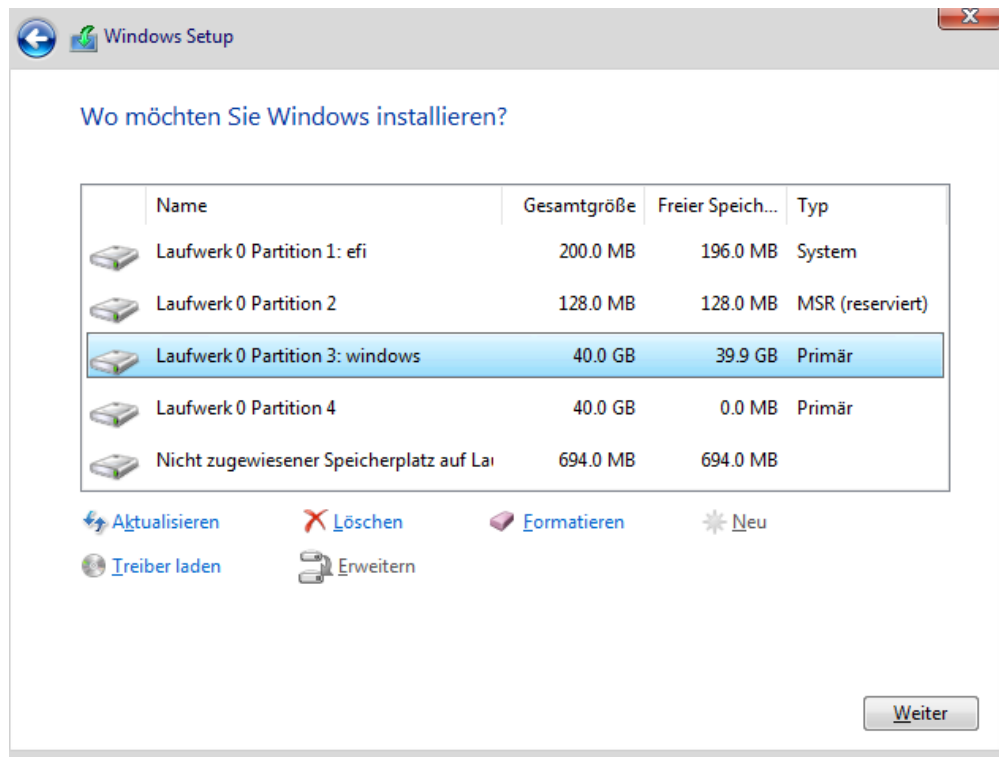 Windows Setup
Wo möchten Sie Windows installieren?
Name Gesamtgröße Freier Speich... Typ
Laufwerk 0 Partition 1: efi 200.0 MB 196.0 MB System
Laufwerk 0 Partition 2 128.0 MB 128.0 MB MSR (reserviert)
Laufwerk 0 Partition 3: windows 40.0 GB 39.9 GB Primär
Laufwerk 0 Partition 4 40.0 GB 0.0 MB Primär
Nicht zugewiesener Speicherplatz auf Lau 694.0 MB 694.0 MB
Aktualisieren Löschen Formatieren Neu
Treiber laden Erweitern
Weiter